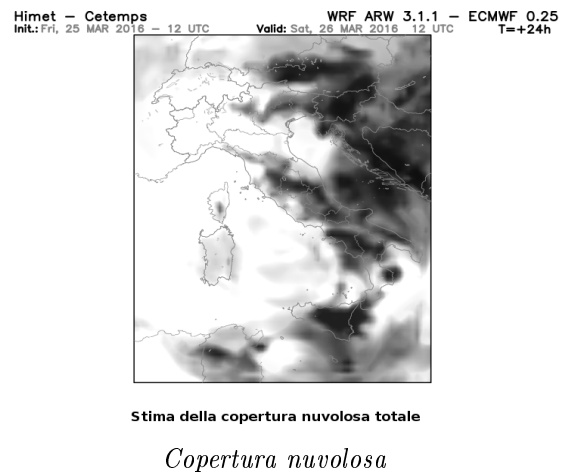 Himet – Cetemps WRF ARW 3.1.1 – ECMWF 0.25
Init.: Fri, 25 MAR 2016 – 12 UTC Valid: Sat, 26 MAR 2016 12 UTC T=+24h
Stima della copertura nuvolosa totale
Copertura nuvolosa